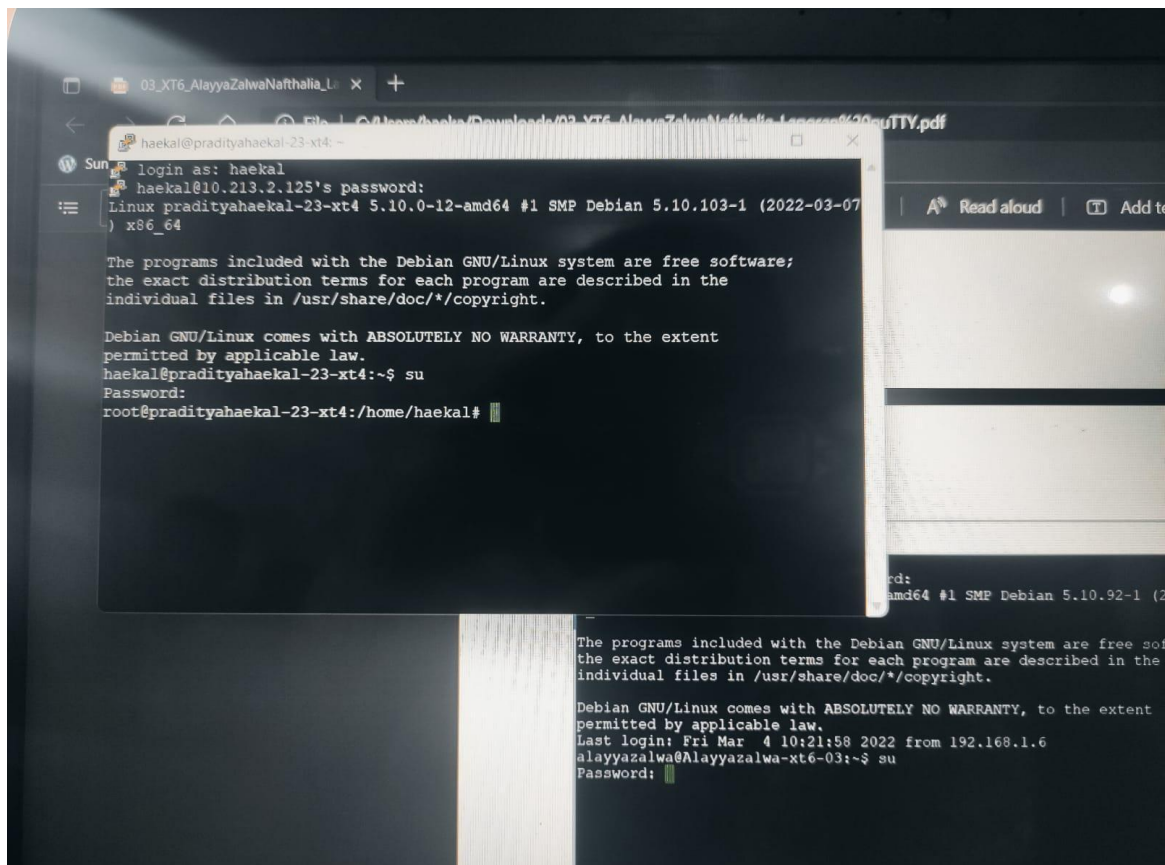 03_XT6_AlayyaZalwaNafthalia_L
File
uTTY.pdf
haekal@pradityahaekal-23-xt4: ~
Sun
Read aloud
Add te
login as: haekal
haekal@10.213.2.125's password:
Linux pradityahaekal-23-xt4 5.10.0-12-amd64 #1 SMP Debian 5.10.103-1 (2022-03-07
) x86_64
The programs included with the Debian GNU/Linux system are free software;
the exact distribution terms for each program are described in the
individual files in /usr/share/doc/*/copyright.
Debian GNU/Linux comes with ABSOLUTELY NO WARRANTY, to the extent
permitted by applicable law.
haekal@pradityahaekal-23-xt4:~$ su
Password:
root@pradityahaekal-23-xt4:/home/haekal#
rd:
amd64 #1 SMP Debian 5.10.92-1 (2
The programs included with the Debian GNU/Linux system are free sof
the exact distribution terms for each program are described in the
individual files in /usr/share/doc/*/copyright.
Debian GNU/Linux comes with ABSOLUTELY NO WARRANTY, to the extent
permitted by applicable law.
Last login: Fri Mar  4 10:21:58 2022 from 192.168.1.6
alayyazalwa@Alayyazalwa-xt6-03:~$ su
Password: